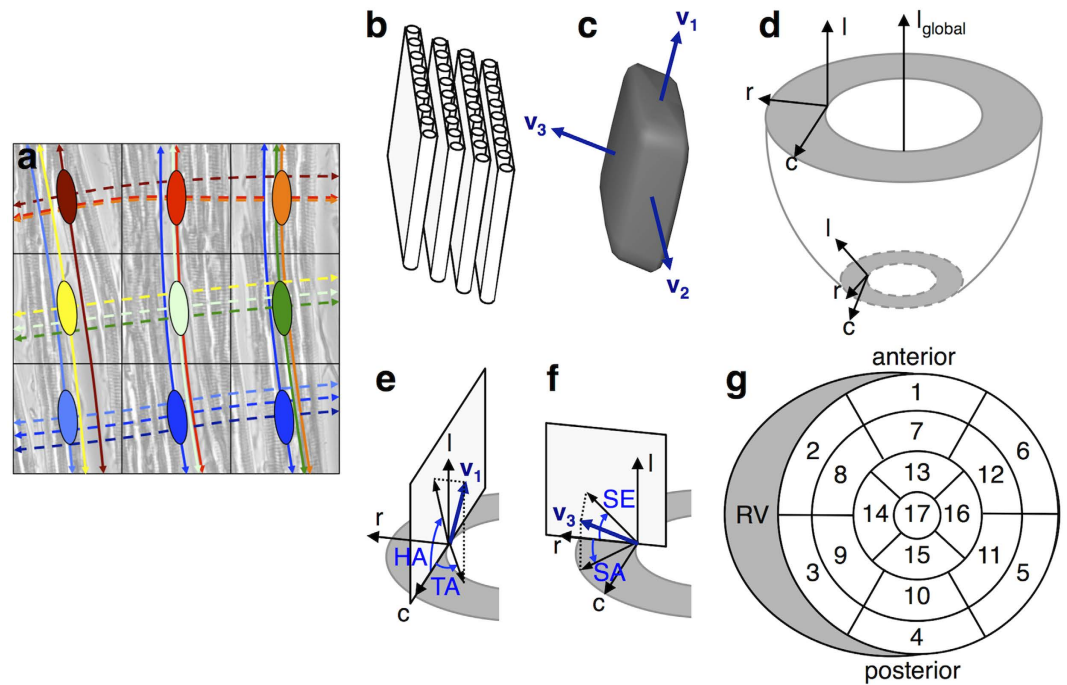 a
b
c
v1
v3
v2
d
l
lglobal
r
c
l
r
c
e
l
v1
r
HA
TA
c
f
l
SE
v3
r
SA
c
g
anterior
1
7
2
6
8
13
12
RV
14
17
16
9
15
11
3
5
10
4
posterior